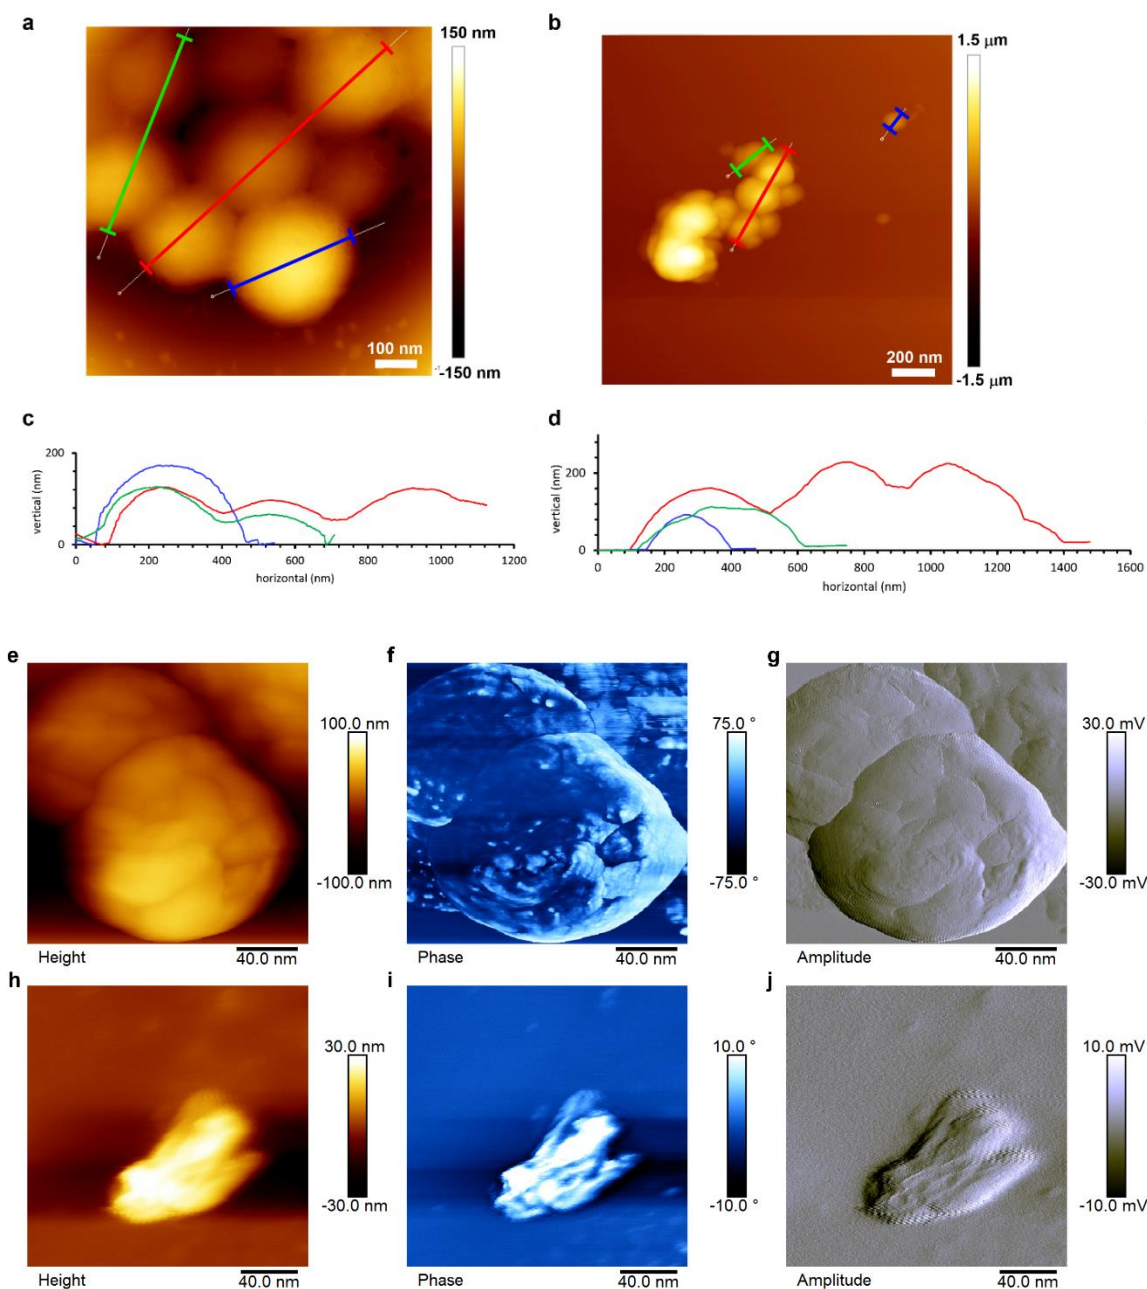 a
150 nm
100 nm
-150 nm
b
1.5 μm
200 nm
-1.5 μm
c
200
vertical (nm)
0
0 200 400 600 800 1000 1200
horizontal (nm)
d
200
vertical (nm)
0
0 200 400 600 800 1000 1200 1400 1600
horizontal (nm)
e
100.0 nm
-100.0 nm
Height
40.0 nm
f
75.0 °
-75.0 °
Phase
40.0 nm
g
30.0 mV
-30.0 mV
Amplitude
40.0 nm
h
30.0 nm
-30.0 nm
Height
40.0 nm
i
10.0 °
-10.0 °
Phase
40.0 nm
j
10.0 mV
-10.0 mV
Amplitude
40.0 nm